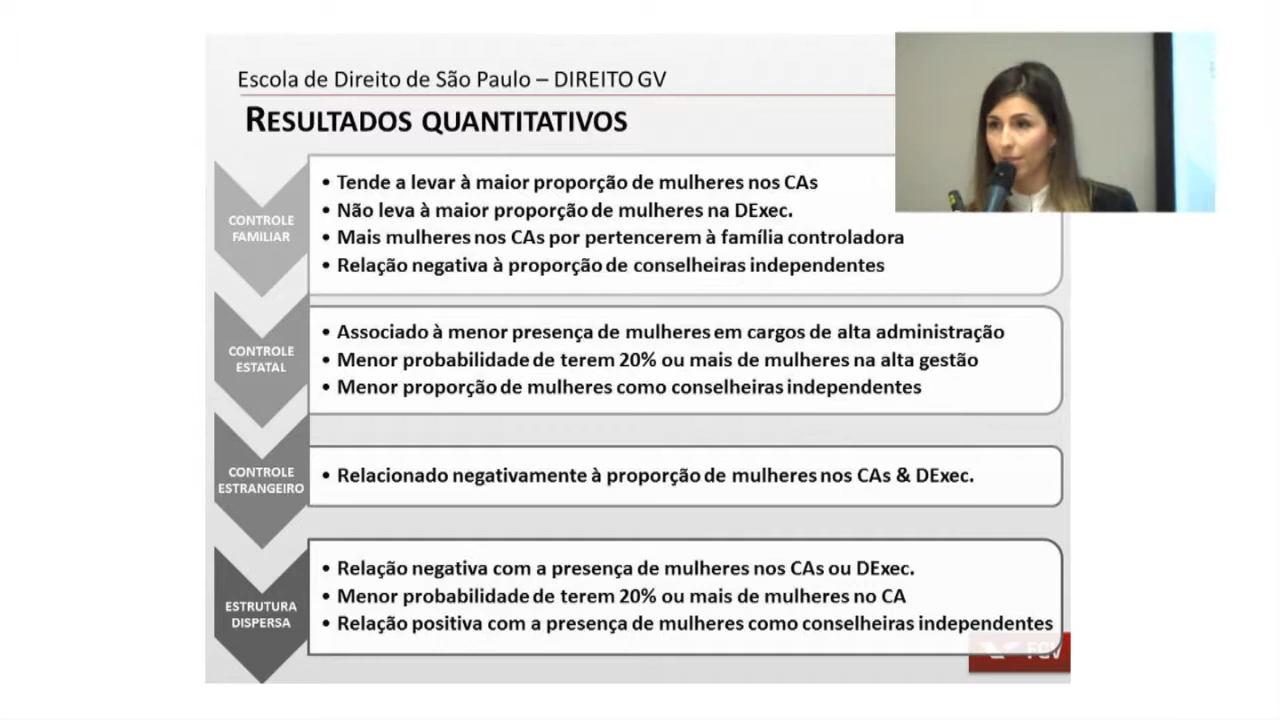 Escola de Direito de São Paulo – DIREITO GV
RESULTADOS QUANTITATIVOS
CONTROLE
FAMILIAR
• Tende a levar à maior proporção de mulheres nos CAs
• Não leva à maior proporção de mulheres na DExec.
• Mais mulheres nos CAs por pertencerem à família controladora
• Relação negativa à proporção de conselheiras independentes
CONTROLE
ESTATAL
• Associado à menor presença de mulheres em cargos de alta administração
• Menor probabilidade de terem 20% ou mais de mulheres na alta gestão
• Menor proporção de mulheres como conselheiras independentes
CONTROLE
ESTRANGEIRO
• Relacionado negativamente à proporção de mulheres nos CAs & DExec.
ESTRUTURA
DISPERSA
• Relação negativa com a presença de mulheres nos CAs ou DExec.
• Menor probabilidade de terem 20% ou mais de mulheres no CA
• Relação positiva com a presença de mulheres como conselheiras independentes
FGV